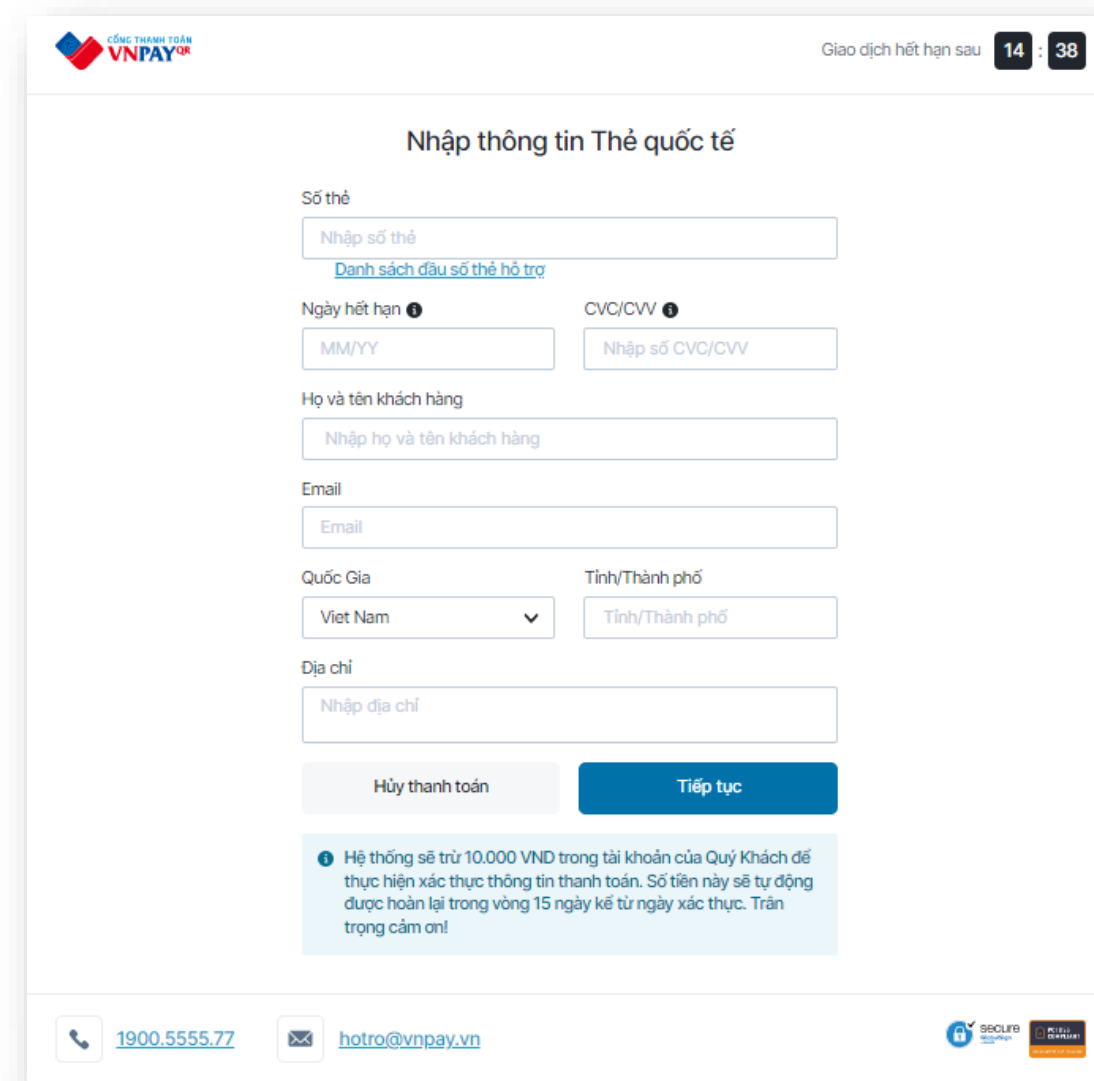 CỔNG THANH TOÁN
VNPAYQR
Giao dịch hết hạn sau 14 : 38
Nhập thông tin Thẻ quốc tế
Số thẻ
Nhập số thẻ
Danh sách đầu số thẻ hỗ trợ
Ngày hết hạn CVC/CVV
MM/YY Nhập số CVC/CVV
Họ và tên khách hàng
Nhập họ và tên khách hàng
Email
Email
Quốc Gia Tỉnh/Thành phố
Viet Nam Tỉnh/Thành phố
Địa chỉ
Nhập địa chỉ
Hủy thanh toán Tiếp tục
Hệ thống sẽ trừ 10.000 VND trong tài khoản của Quý Khách để
thực hiện xác thực thông tin thanh toán. Số tiền này sẽ tự động
được hoàn lại trong vòng 15 ngày kể từ ngày xác thực. Trân
trọng cảm ơn!
1900.5555.77 hotro@vnpay.vn
secure
GlobalSign
PCI DSS
COMPLIANT